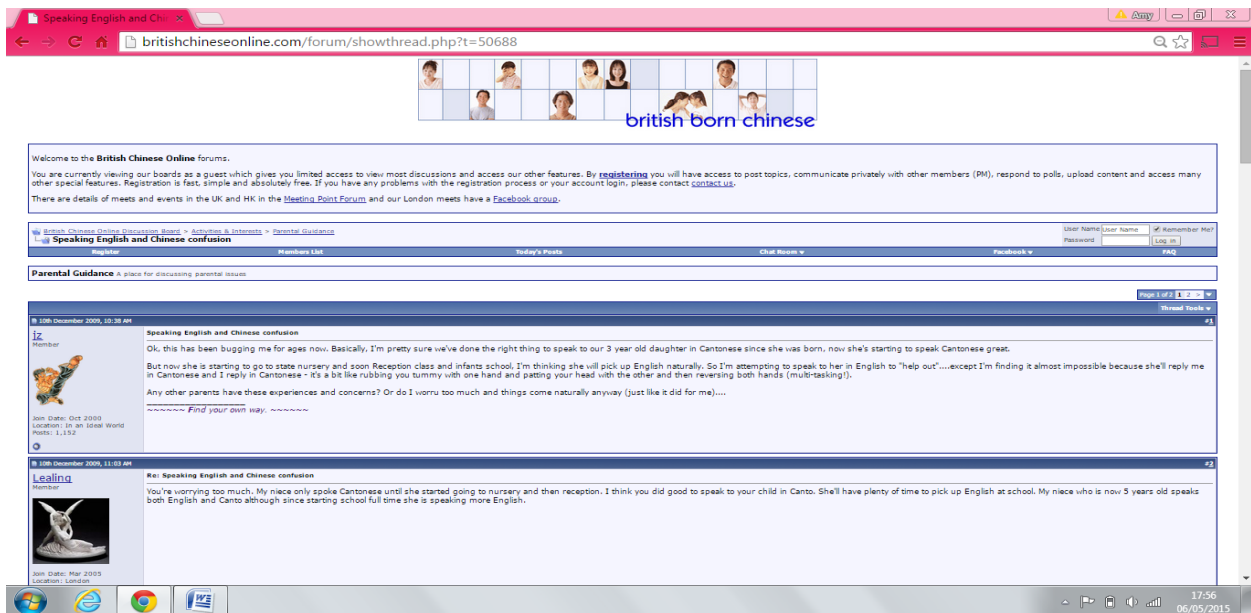 Speaking English and Chi
Amy
britishchineseonline.com/forum/showthread.php?t=50688
british born chinese
Welcome to the British Chinese Online forums.
You are currently viewing our boards as a guest which gives you limited access to view most discussions and access our other features. By registering you will have access to post topics, communicate privately with other members (PM), respond to polls, upload content and access many
other special features. Registration is fast, simple and absolutely free. If you have any problems with the registration process or your account login, please contact contact us.
There are details of meets and events in the UK and HK in the Meeting Point Forum and our London meets have a Facebook group.
British Chinese Online Discussion Board > Activities & Interests > Parental Guidance
Speaking English and Chinese confusion
User Name User Name Remember Me?
Password Log in
Register Members List Today's Posts Chat Room Facebook FAQ
Parental Guidance A place for discussing parental issues
Page 1 of 2 1 2 >
Thread Tools
10th December 2009, 10:38 AM #1
jz
Member
Join Date: Oct 2000
Location: In an Ideal World
Posts: 1,152
Speaking English and Chinese confusion
Ok, this has been bugging me for ages now. Basically, I'm pretty sure we've done the right thing to speak to our 3 year old daughter in Cantonese since she was born, now she's starting to speak Cantonese great.
But now she is starting to go to state nursery and soon Reception class and infants school, I'm thinking she will pick up English naturally. So I'm attempting to speak to her in English to "help out"....except I'm finding it almost impossible because she'll reply me
in Cantonese and I reply in Cantonese - it's a bit like rubbing you tummy with one hand and patting your head with the other and then reversing both hands (multi-tasking!).
Any other parents have these experiences and concerns? Or do I worru too much and things come naturally anyway (just like it did for me)....
~~~~~~ Find your own way. ~~~~~~
10th December 2009, 11:03 AM #2
Lealing
Member
Join Date: Mar 2005
Location: London
Re: Speaking English and Chinese confusion
You're worrying too much. My niece only spoke Cantonese until she started going to nursery and then reception. I think you did good to speak to your child in Canto. She'll have plenty of time to pick up English at school. My niece who is now 5 years old speaks
both English and Canto although since starting school full time she is speaking more English.
17:56
06/05/2015